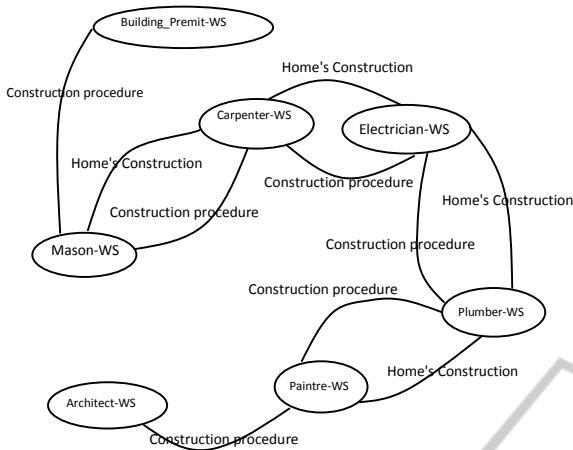 Building_Premit-WS
Home's Construction
Construction procedure
Carpenter-WS
Electrician-WS
Home's Construction
Construction procedure
Home's Construction
Construction procedure
Construction procedure
Mason-WS
Construction procedure
Plumber-WS
Home's Construction
Paintre-WS
Architect-WS
Construction procedure